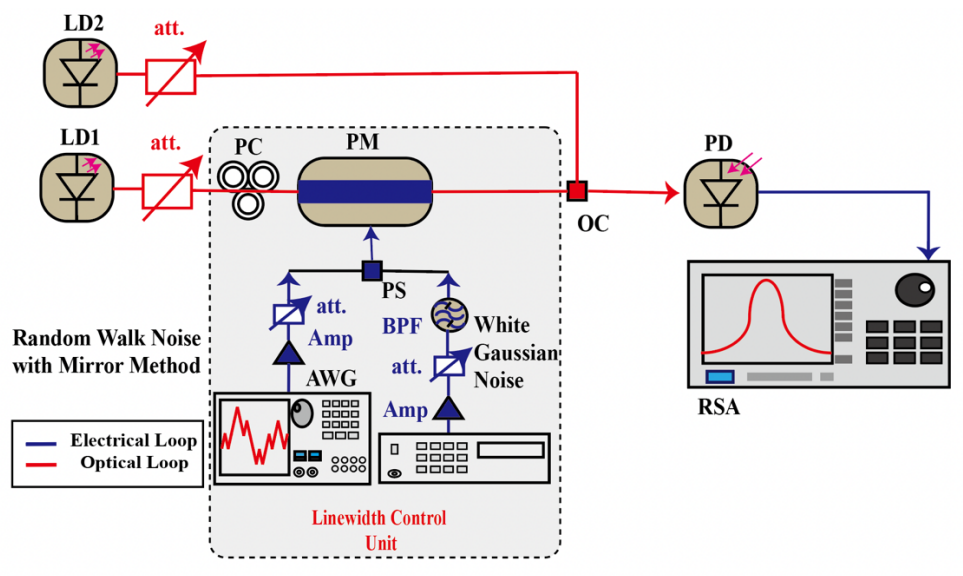 LD2
att.
LD1
att.
PC
PM
PD
OC
PS
att.
Amp
BPF
White
Gaussian
Noise
att.
Amp
Random Walk Noise
with Mirror Method
AWG
RSA
Electrical Loop
Optical Loop
Linewidth Control
Unit